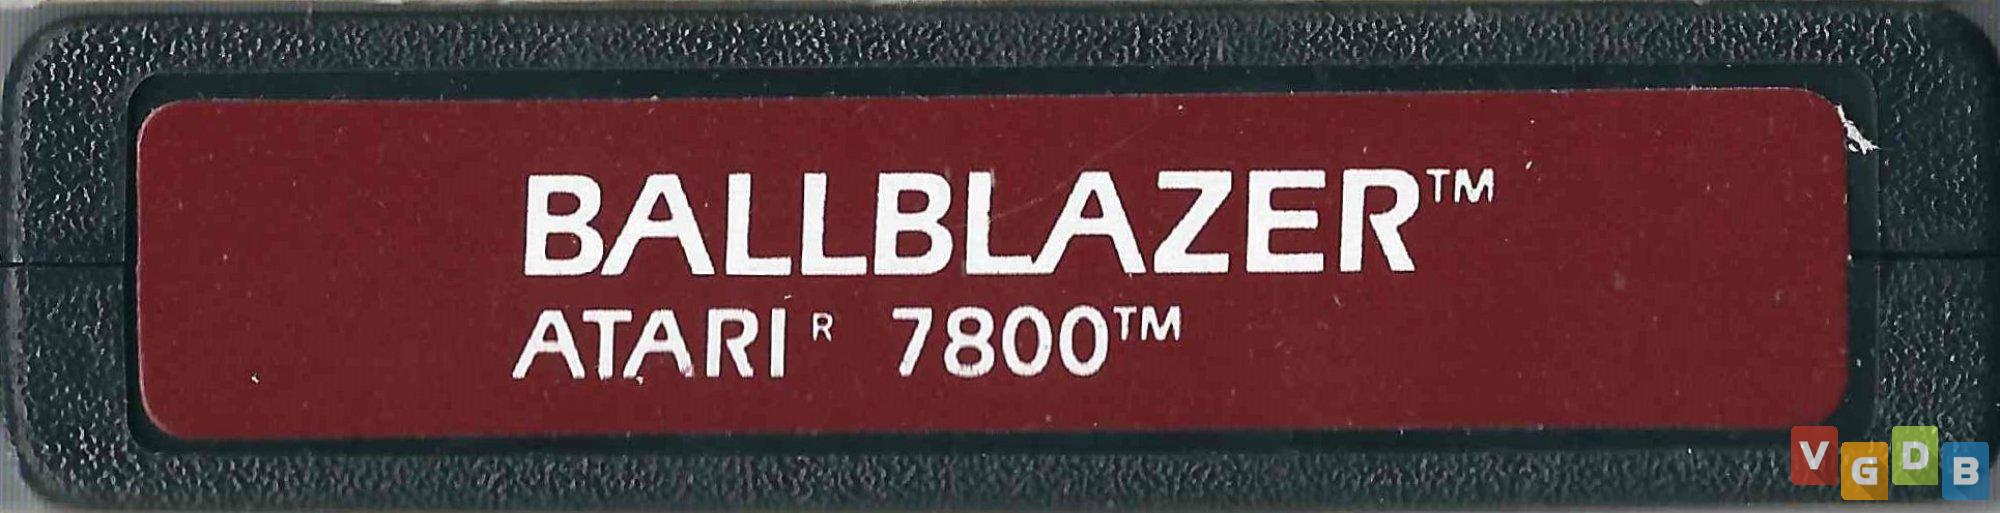 BALLBLAZER™
ATARI R 7800™
VGDB